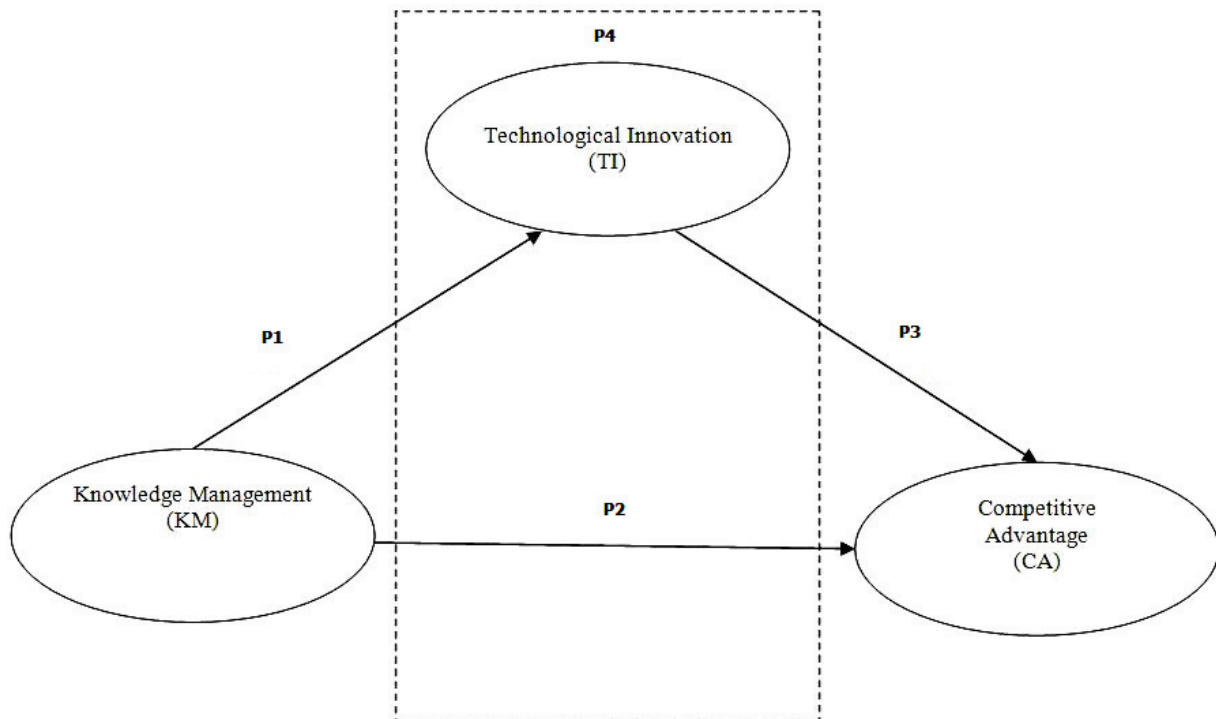 P4
Technological Innovation
(TI)
P1
P3
Knowledge Management
(KM)
P2
Competitive
Advantage
(CA)